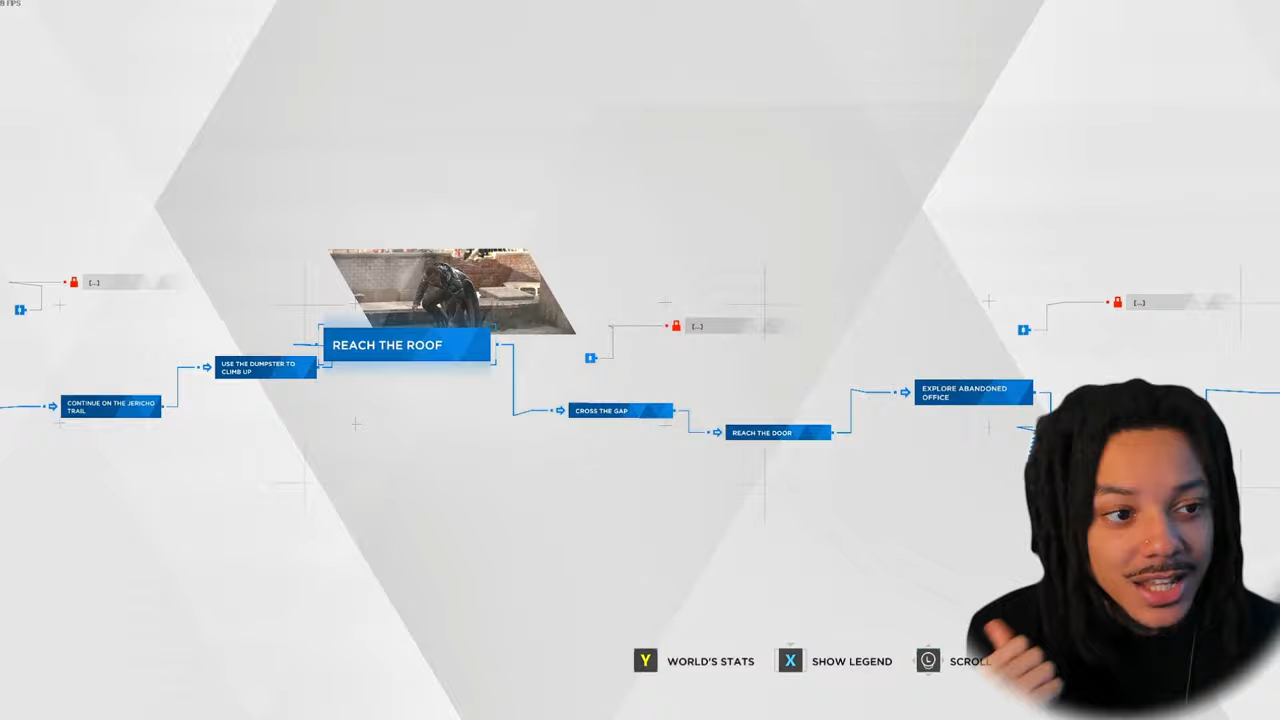 FPS
[...]
REACH THE ROOF
[...]
[...]
USE THE DUMPSTER TO
CLIMB UP
CONTINUE ON THE JERICHO
TRAIL
CROSS THE GAP
REACH THE DOOR
EXPLORE ABANDONED
OFFICE
Y WORLD'S STATS
X SHOW LEGEND
L SCROLL